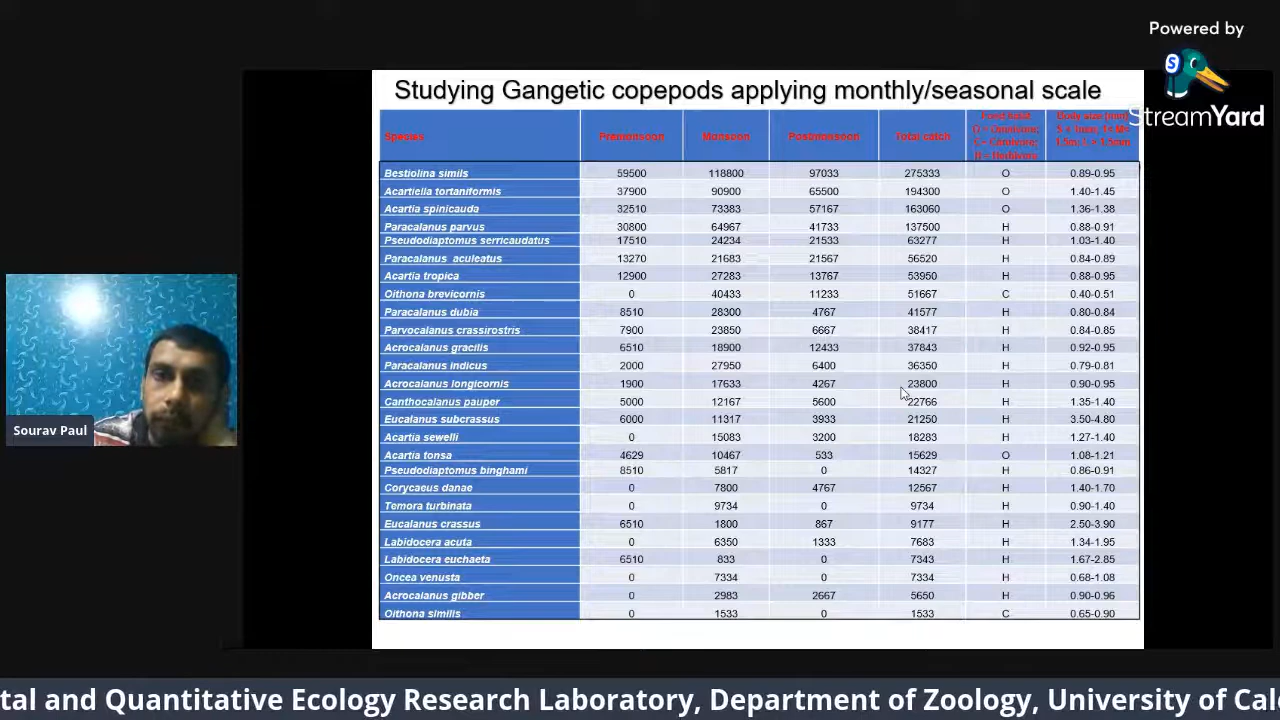 Powered by
StreamYard
Studying Gangetic copepods applying monthly/seasonal scale
Species Premonsoon Monsoon Postmonsoon Total catch
Bestiolina simils 59500 118800 97033 275333 O 0.89-0.95
Acartiella tortaniformis 37900 90900 65500 194300 O 1.40-1.45
Acartia spinicauda 32510 73383 57167 163060 O 1.36-1.38
Paracalanus parvus 30800 64967 41733 137500 H 0.88-0.91
Pseudodiaptomus serricaudatus 17510 24234 21533 63277 H 1.03-1.40
Paracalanus aculeatus 13270 21683 21567 56520 H 0.84-0.89
Acartia tropica 12900 27283 13767 53950 H 0.88-0.95
Oithona brevicornis 0 40433 11233 51667 C 0.40-0.51
Paracalanus dubia 8510 28300 4767 41577 H 0.80-0.84
Parvocalanus crassirostris 7900 23850 6667 38417 H 0.84-0.85
Acrocalanus gracilis 6510 18900 12433 37843 H 0.92-0.95
Paracalanus indicus 2000 27950 6400 36350 H 0.79-0.81
Acrocalanus longicornis 1900 17633 4267 23800 H 0.90-0.95
Canthocalanus pauper 5000 12167 5600 22766 H 1.35-1.40
Eucalanus subcrassus 6000 11317 3933 21250 H 3.50-4.80
Acartia sewelli 0 15083 3200 18283 H 1.27-1.40
Acartia tonsa 4629 10467 533 15629 O 1.08-1.21
Pseudodiaptomus binghami 8510 5817 0 14327 H 0.86-0.91
Corycaeus danae 0 7800 4767 12567 H 1.40-1.70
Temora turbinata 0 9734 0 9734 H 0.90-1.40
Eucalanus crassus 6510 1800 867 9177 H 2.50-3.90
Labidocera acuta 0 6350 1333 7683 H 1.34-1.95
Labidocera euchaeta 6510 833 0 7343 H 1.67-2.85
Oncea venusta 0 7334 0 7334 H 0.68-1.08
Acrocalanus gibber 0 2983 2667 5650 H 0.90-0.96
Oithona similis 0 1533 0 1533 C 0.65-0.90
Sourav Paul
tal and Quantitative Ecology Research Laboratory, Department of Zoology, University of Cal